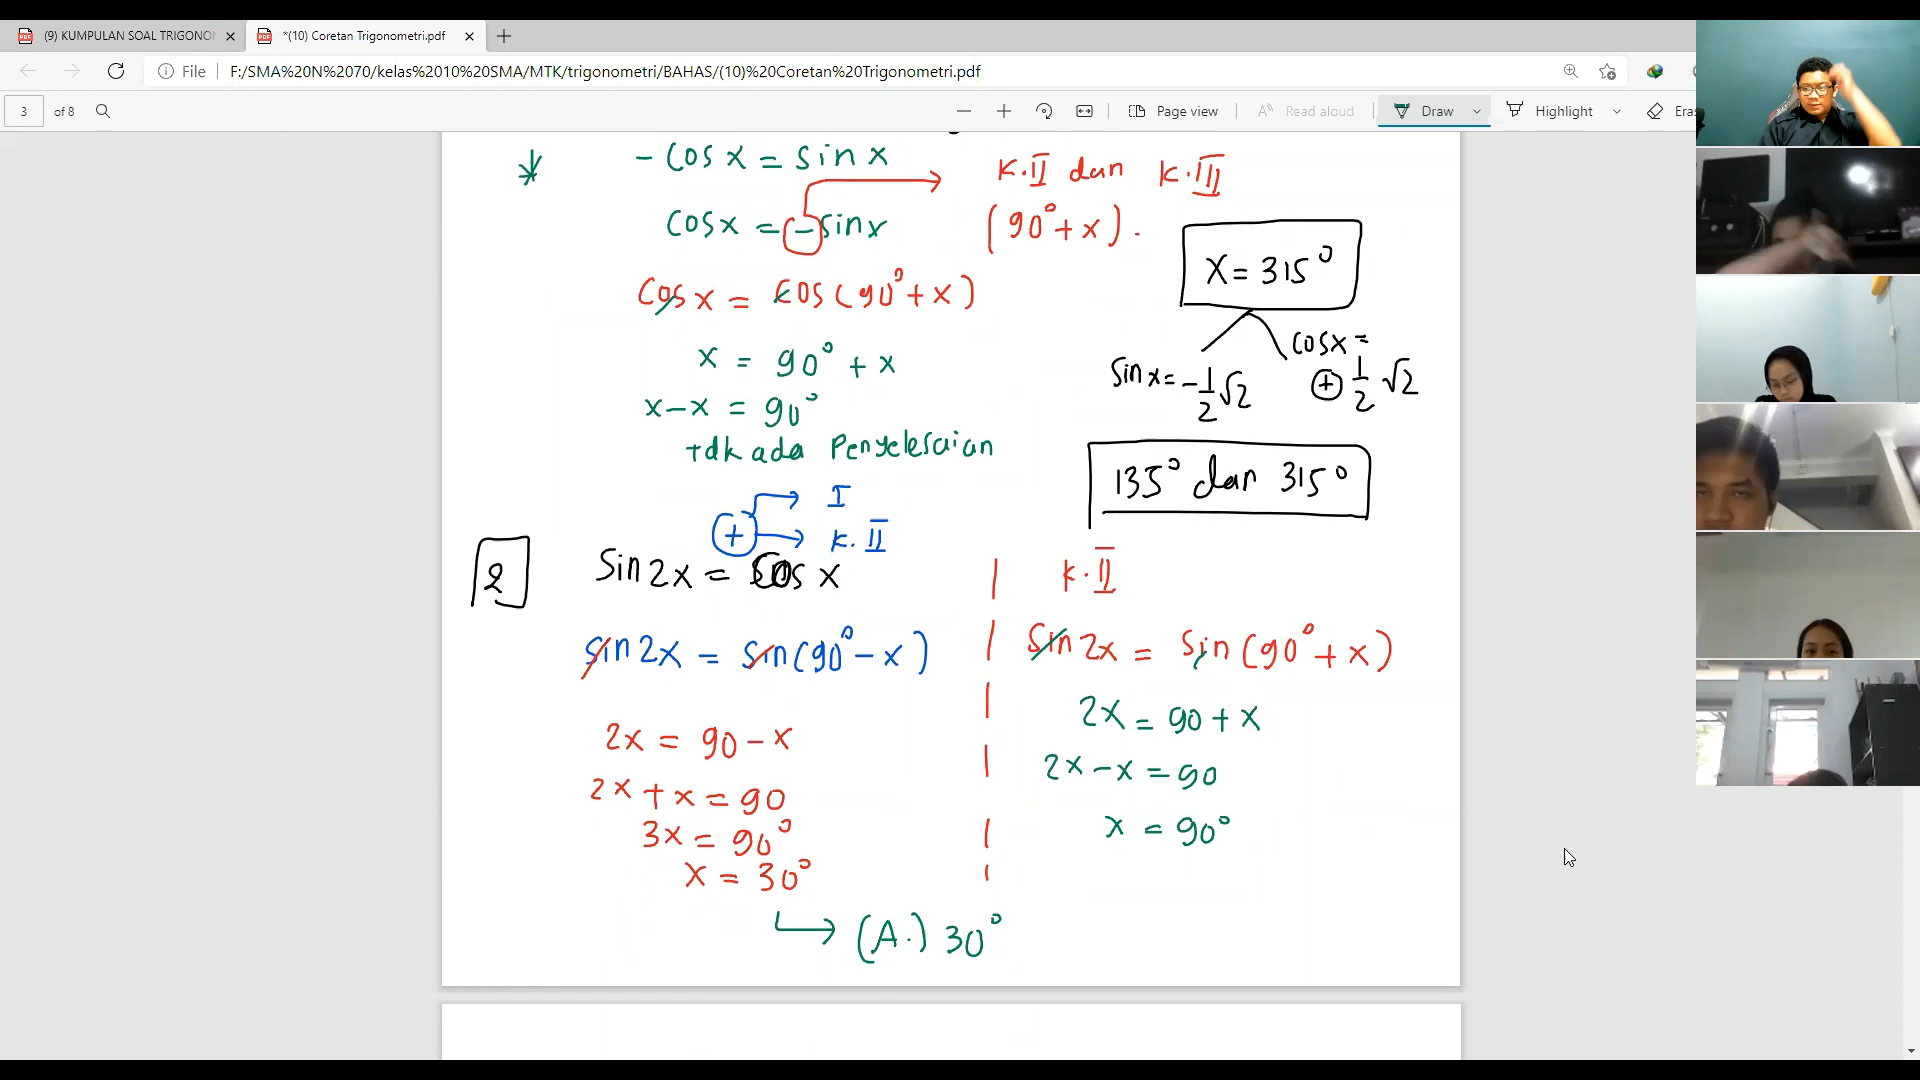 (9) KUMPULAN SOAL TRIGONO
*(10) Coretan Trigonometri.pdf
File
F:/SMA%20N%2070/kelas%2010%20SMA/MTK/trigonometri/BAHAS/(10)%20Coretan%20Trigonometri.pdf
3 of 8
Page view
Read aloud
Draw
Highlight
Eras
* - cos x = sin x
K.II dan K.III
cos x = - sin x
(90° + x).
cos x = cos (90° + x)
x = 315°
x = 90° + x
sin x = -1/2 √2
cos x = + 1/2 √2
x - x = 90°
tdk ada Penyelesaian
135° dan 315°
+ I
K.II
2 sin 2x = cos x
sin 2x = sin (90° - x)
2x = 90 - x
2x + x = 90
3x = 90°
x = 30°
(A.) 30°
K.II
sin 2x = sin (90° + x)
2x = 90 + x
2x - x = 90
x = 90°